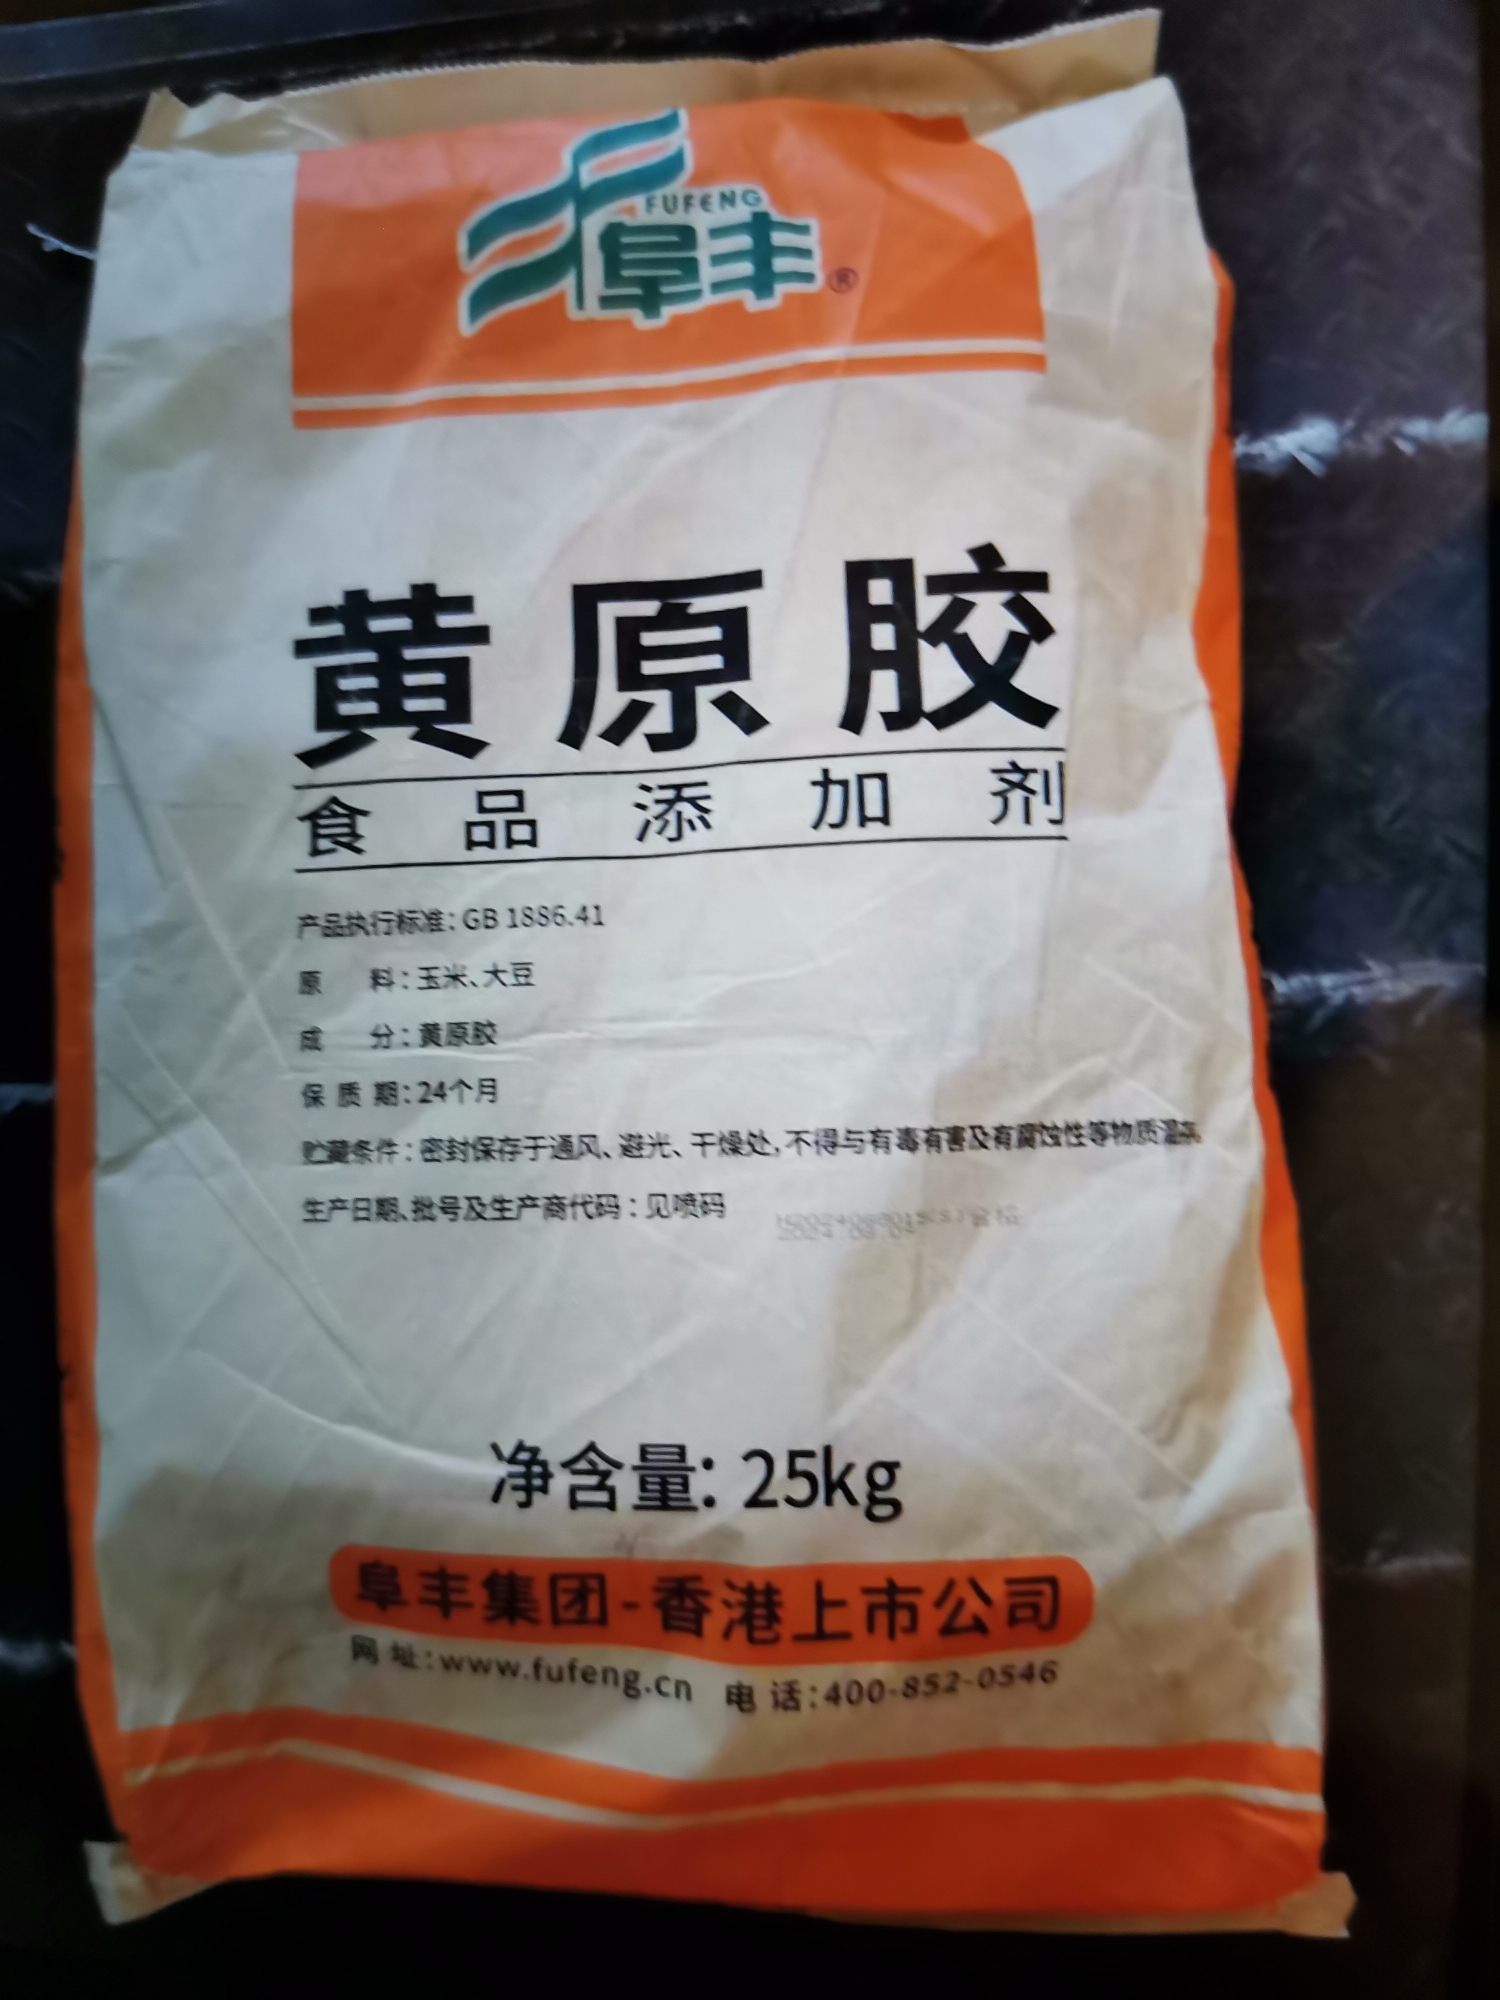 FUFENG
阜丰®
黄原胶
食品添加剂
产品执行标准：GB 1886.41
原 料：玉米、大豆
成 分：黄原胶
保 质 期：24个月
贮藏条件：密封保存于通风、避光、干燥处，不得与有毒有害及有腐蚀性等物质混放
生产日期、批号及生产商代码：见喷码
净含量：25kg
阜丰集团-香港上市公司
网 址：www.fufeng.cn 电 话：400-852-0546